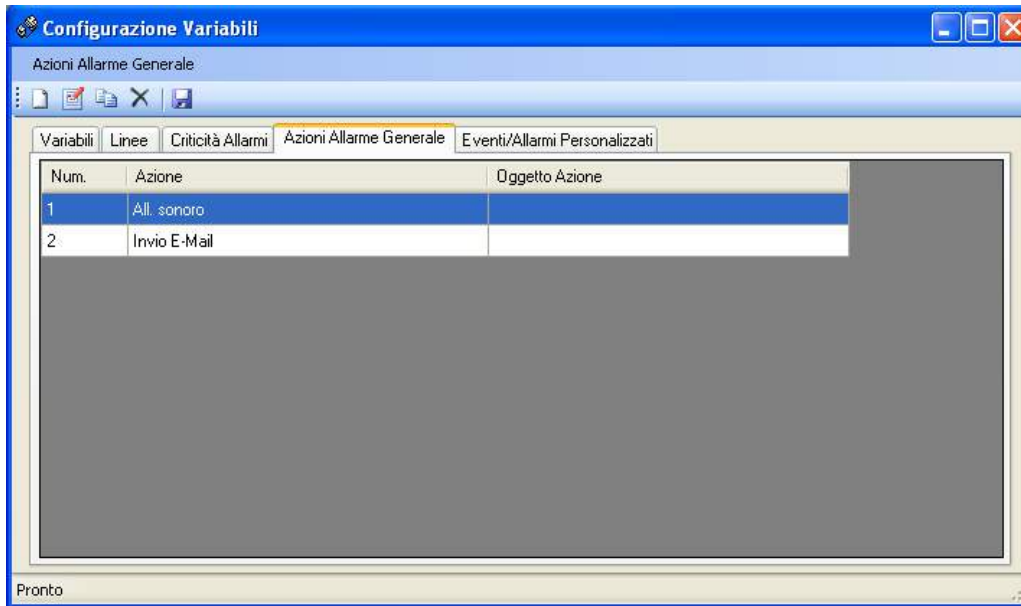 Configurazione Variabili
Azioni Allarme Generale
Variabili Linee Criticità Allarmi Azioni Allarme Generale Eventi/Allarmi Personalizzati
Num. Azione Oggetto Azione
1 All. sonoro
2 Invio E-Mail
Pronto